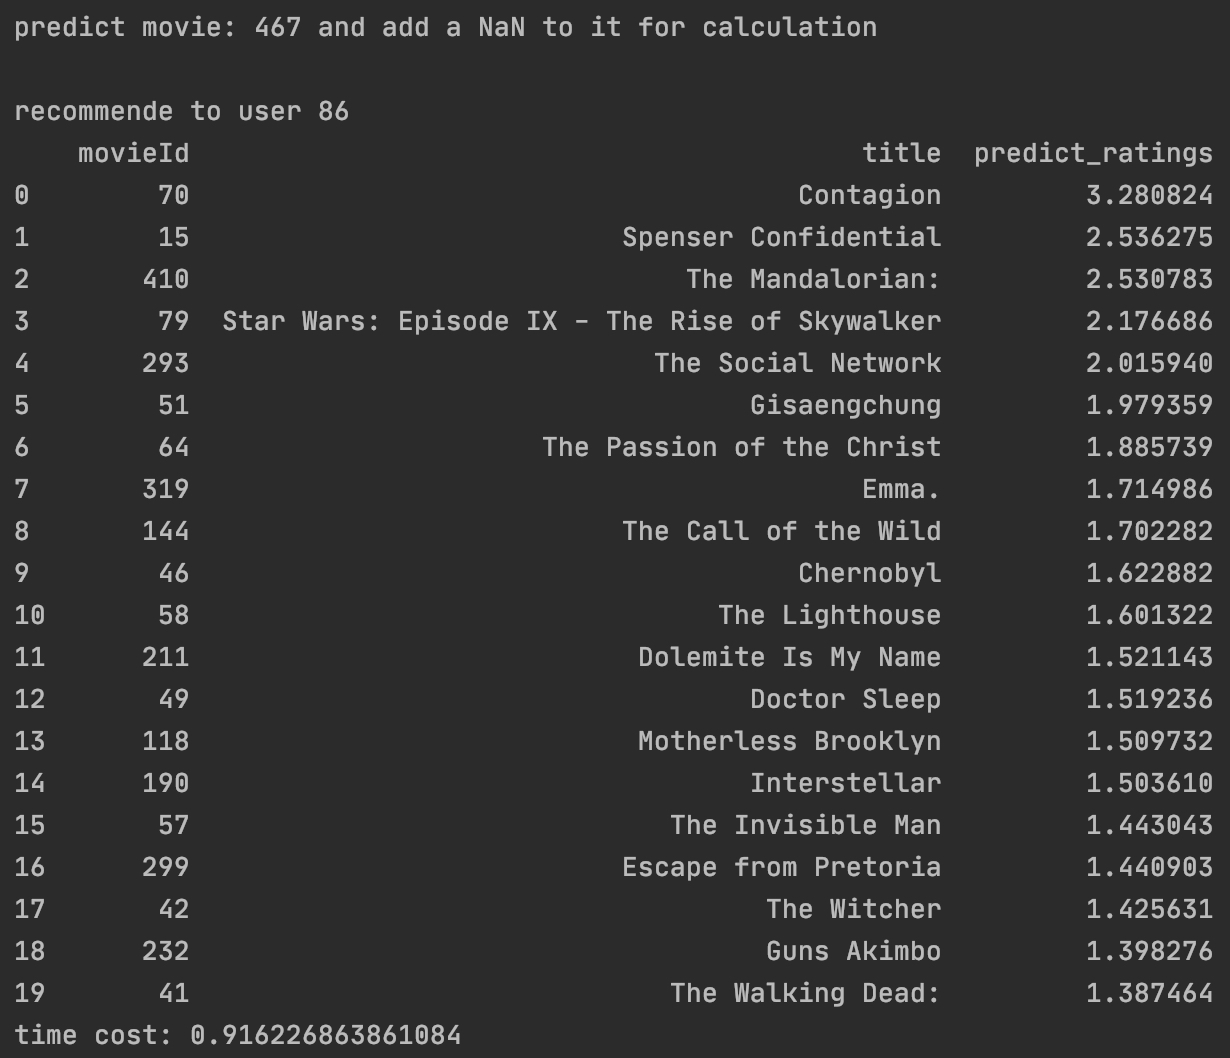 predict movie: 467 and add a NaN to it for calculation
recommende to user 86
movieId title predict_ratings
0 70 Contagion 3.280824
1 15 Spenser Confidential 2.536275
2 410 The Mandalorian: 2.530783
3 79 Star Wars: Episode IX - The Rise of Skywalker 2.176686
4 293 The Social Network 2.015940
5 51 Gisaengchung 1.979359
6 64 The Passion of the Christ 1.885739
7 319 Emma. 1.714986
8 144 The Call of the Wild 1.702282
9 46 Chernobyl 1.622882
10 58 The Lighthouse 1.601322
11 211 Dolemite Is My Name 1.521143
12 49 Doctor Sleep 1.519236
13 118 Motherless Brooklyn 1.509732
14 190 Interstellar 1.503610
15 57 The Invisible Man 1.443043
16 299 Escape from Pretoria 1.440903
17 42 The Witcher 1.425631
18 232 Guns Akimbo 1.398276
19 41 The Walking Dead: 1.387464
time cost: 0.916226863861084